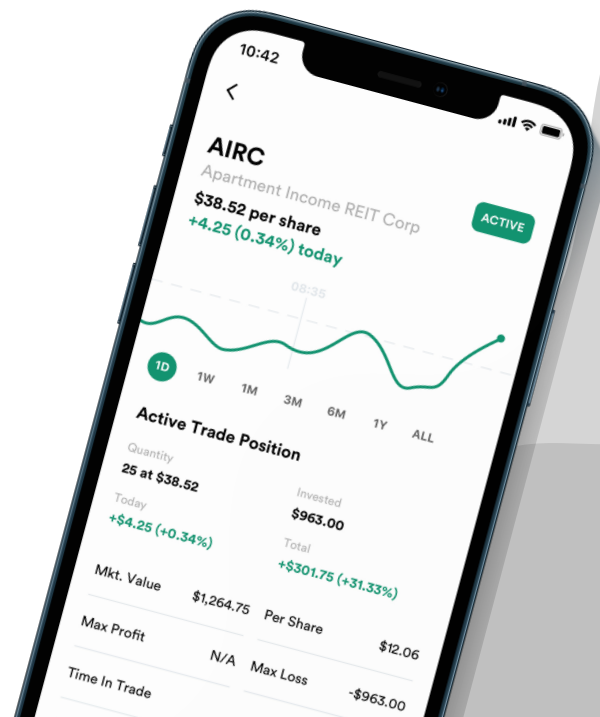 10:42
AIRC
Apartment Income REIT Corp
ACTIVE
$38.52 per share
+4.25 (0.34%) today
08:35
1D 1W 1M 3M 6M 1Y ALL
Active Trade Position
Quantity Invested
25 at $38.52 $963.00
Today Total
+$4.25 (+0.34%) +$301.75 (+31.33%)
Mkt. Value $1,264.75 Per Share $12.06
Max Profit N/A Max Loss -$963.00
Time In Trade